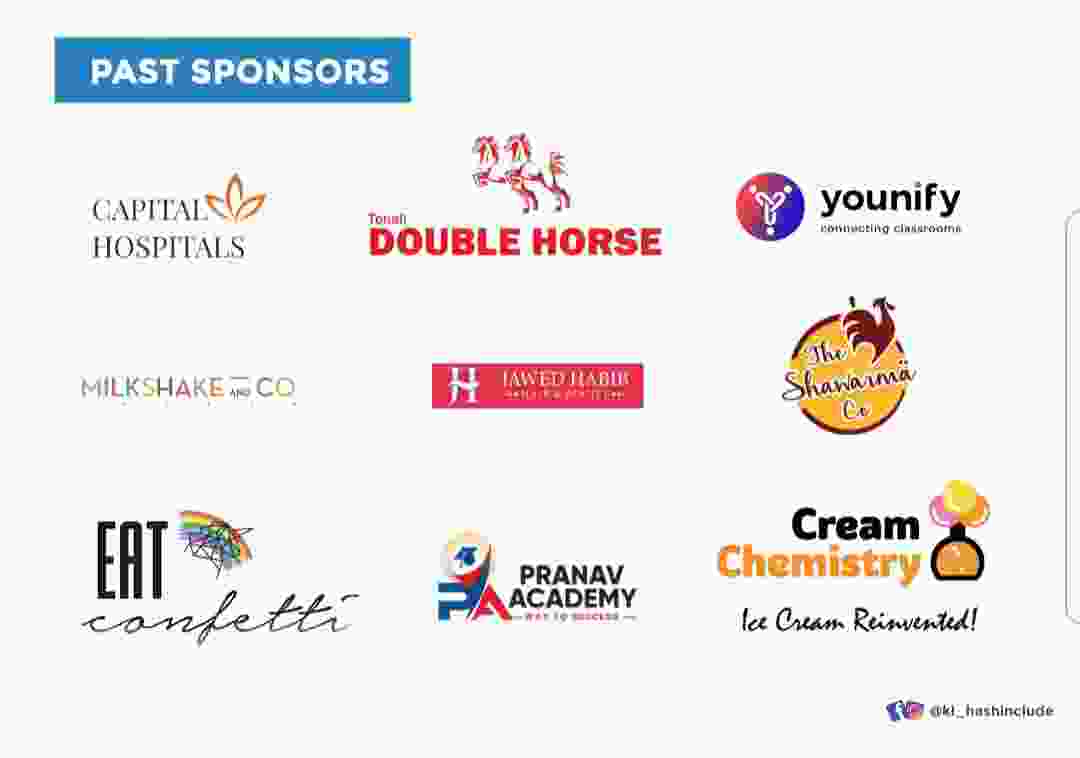 PAST SPONSORS
CAPITAL
HOSPITALS
Tenali
DOUBLE HORSE
younify
connecting classrooms
MILKSHAKE AND CO
JAWED HABIB
The
Shawarma
Co
EAT
confetti
PRANAV
ACADEMY
WAY TO SUCCESS
Cream
Chemistry
Ice Cream Reinvented!
@kl_hashinclude